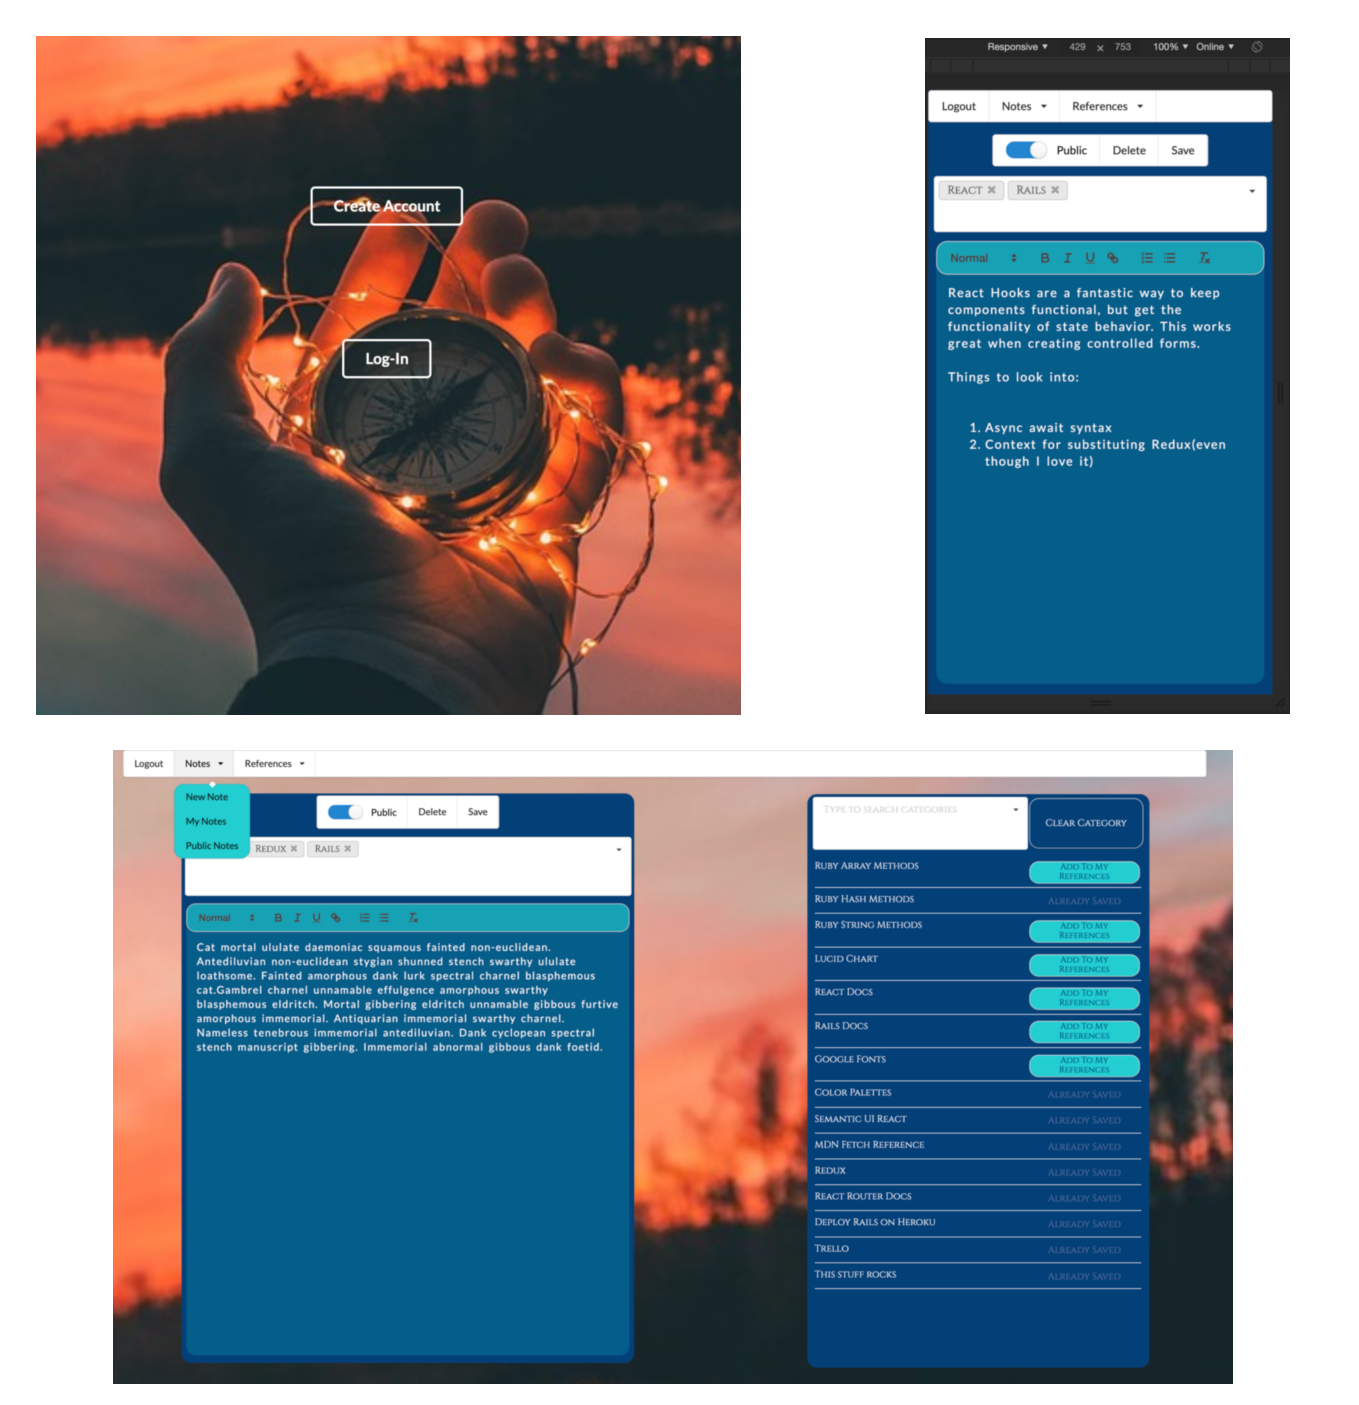 Create Account
Log-In
Responsive ▼ 429 x 753 100% ▼ Online ▼
Logout Notes References
Public Delete Save
React Rails
Normal B I U
React Hooks are a fantastic way to keep
components functional, but get the
functionality of state behavior. This works
great when creating controlled forms.
Things to look into:
1. Async await syntax
2. Context for substituting Redux(even
though I love it)
Logout Notes References
New Note
My Notes
Public Notes
Public Delete Save
Redux Rails
Normal B I U
Cat mortal ululate daemoniac squamous fainted non-euclidean.
Antediluvian non-euclidean stygian shunned stench swarthy ululate
loathsome. Fainted amorphous dank lurk spectral charnel blasphemous
cat.Gambrel charnel unnamable effulgence amorphous swarthy
blasphemous eldritch. Mortal gibbering eldritch unnamable gibbous furtive
amorphous immemorial. Antiquarian immemorial swarthy charnel.
Nameless tenebrous immemorial antediluvian. Dank cyclopean spectral
stench manuscript gibbering. Immemorial abnormal gibbous dank foetid.
Type to search categories
Clear Category
Ruby Array Methods
Add To My
References
Ruby Hash Methods Already Saved
Ruby String Methods
Add To My
References
Lucid Chart
Add To My
References
React Docs
Add To My
References
Rails Docs
Add To My
References
Google Fonts
Add To My
References
Color Palettes Already Saved
Semantic UI React Already Saved
MDN Fetch Reference Already Saved
Redux Already Saved
React Router Docs Already Saved
Deploy Rails on Heroku Already Saved
Trello Already Saved
This stuff rocks Already Saved